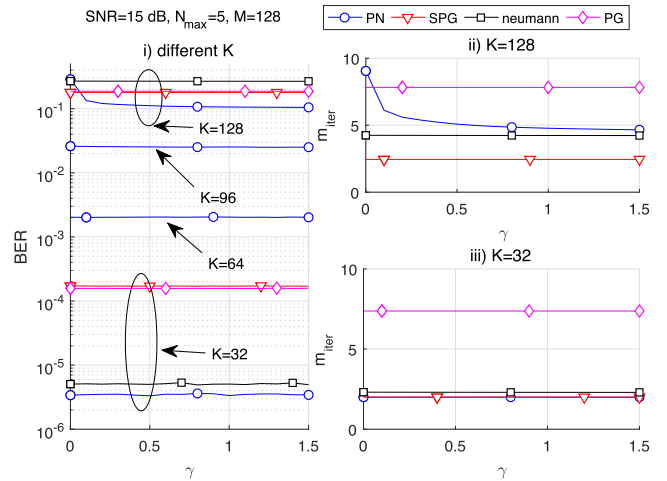 SNR=15 dB, Nmax=5, M=128
PN SPG neumann PG
i) different K
BER
10^-1
10^-2
10^-3
10^-4
10^-5
10^-6
K=128
K=96
K=64
K=32
0 0.5 1 1.5
γ
ii) K=128
m_iter
10
5
0
0 0.5 1 1.5
γ
iii) K=32
m_iter
10
5
0
0 0.5 1 1.5
γ